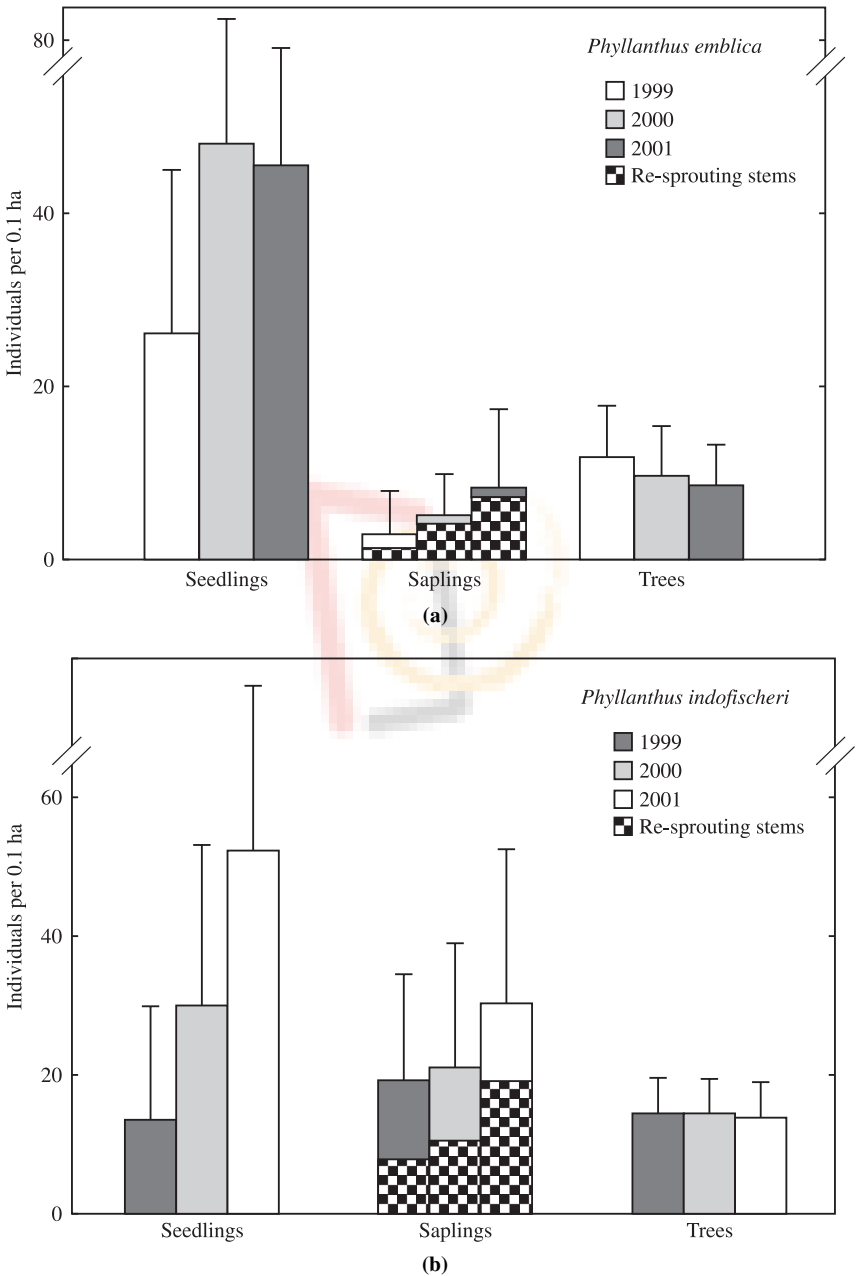 Phyllanthus emblica
1999
2000
2001
Re-sprouting stems
80
40
20
0
Individuals per 0.1 ha
Seedlings Saplings Trees
(a)
Phyllanthus indofischeri
1999
2000
2001
Re-sprouting stems
60
40
20
0
Individuals per 0.1 ha
Seedlings Saplings Trees
(b)